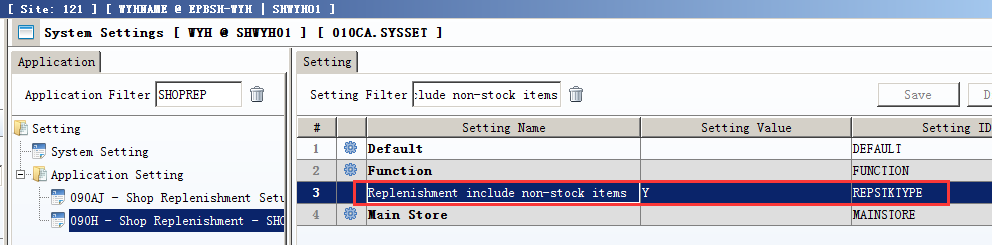 [ Site: 121 ] [ WYHNAME @ EPBSH-WYH | SHWYH01 ]
System Settings [ WYH @ SHWYH01 ] [ 010CA.SYSSET ]
Application
Setting
Application Filter SHOPREP
Setting Filter clude non-stock items
Save
D
Setting
System Setting
Application Setting
090AJ - Shop Replenishment Setu
090H - Shop Replenishment - SHO
# Setting Name Setting Value Setting ID
1 Default DEFAULT
2 Function FUNCTION
3 Replenishment include non-stock items Y REPSTKTYPE
4 Main Store MAINSTORE